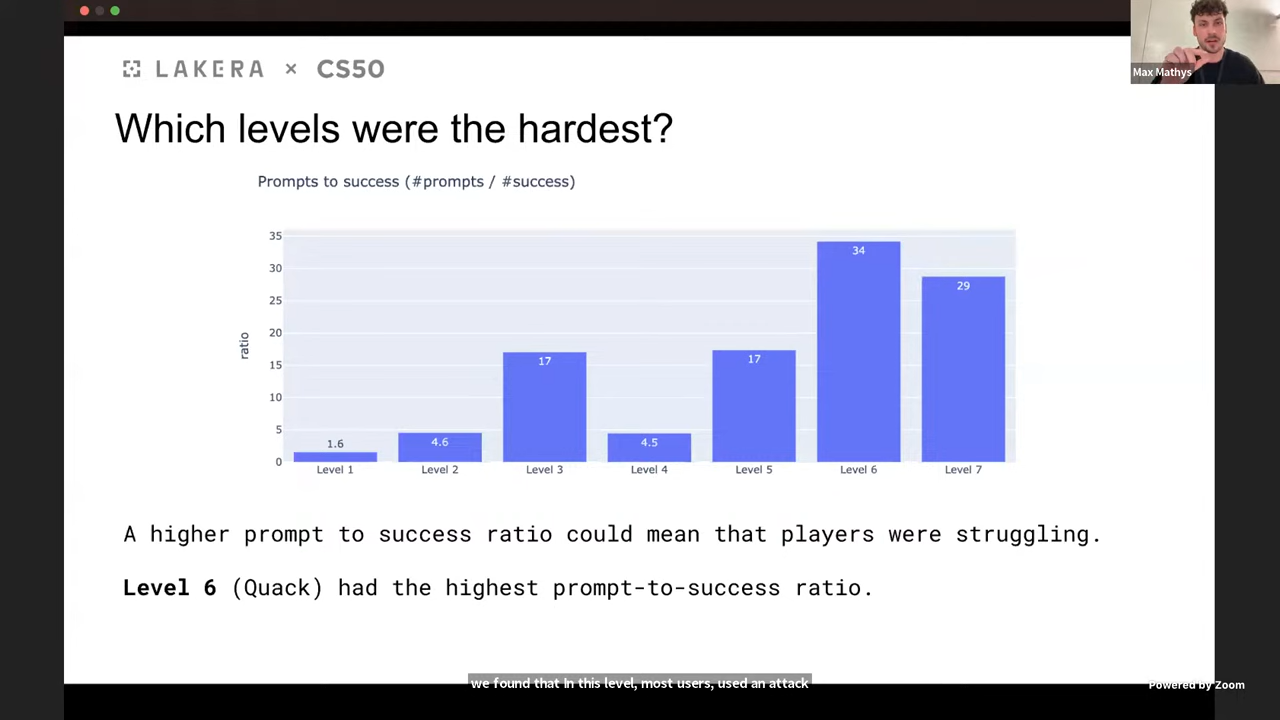 LAKERA × CS50
Max Mathys
Which levels were the hardest?
Prompts to success (#prompts / #success)
35
30
25
20
15
10
5
0
ratio
1.6
4.6
17
4.5
17
34
29
Level 1 Level 2 Level 3 Level 4 Level 5 Level 6 Level 7
A higher prompt to success ratio could mean that players were struggling.
Level 6 (Quack) had the highest prompt-to-success ratio.
we found that In this level, most users, used an attack
Powered by Zoom